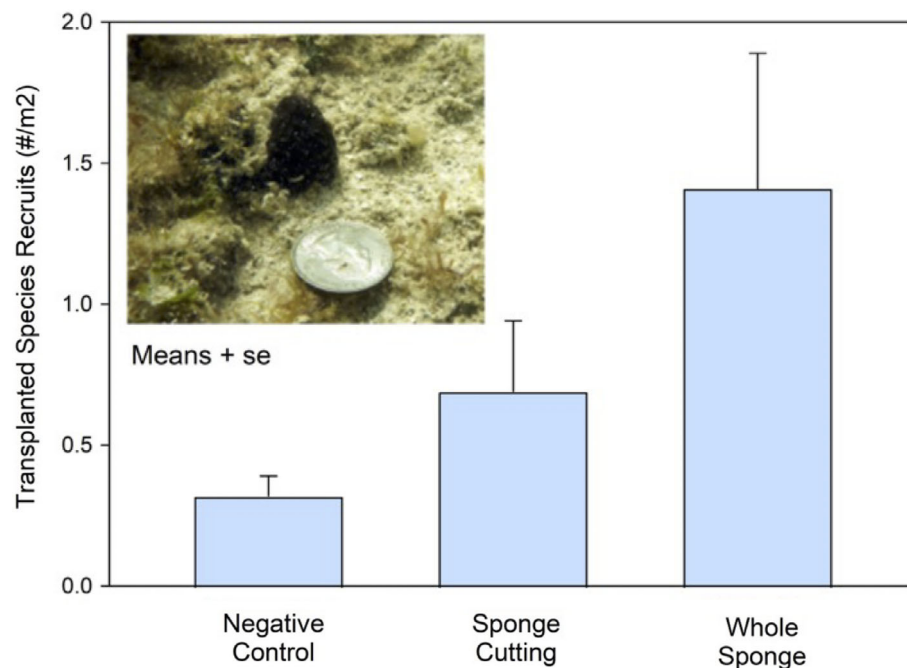 Transplanted Species Recruits (#/m2)
2.0
1.5
1.0
0.5
0.0
Means + se
Negative
Control
Sponge
Cutting
Whole
Sponge